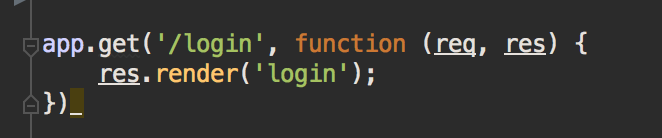 app.get('/login', function (req, res) {
    res.render('login');
})